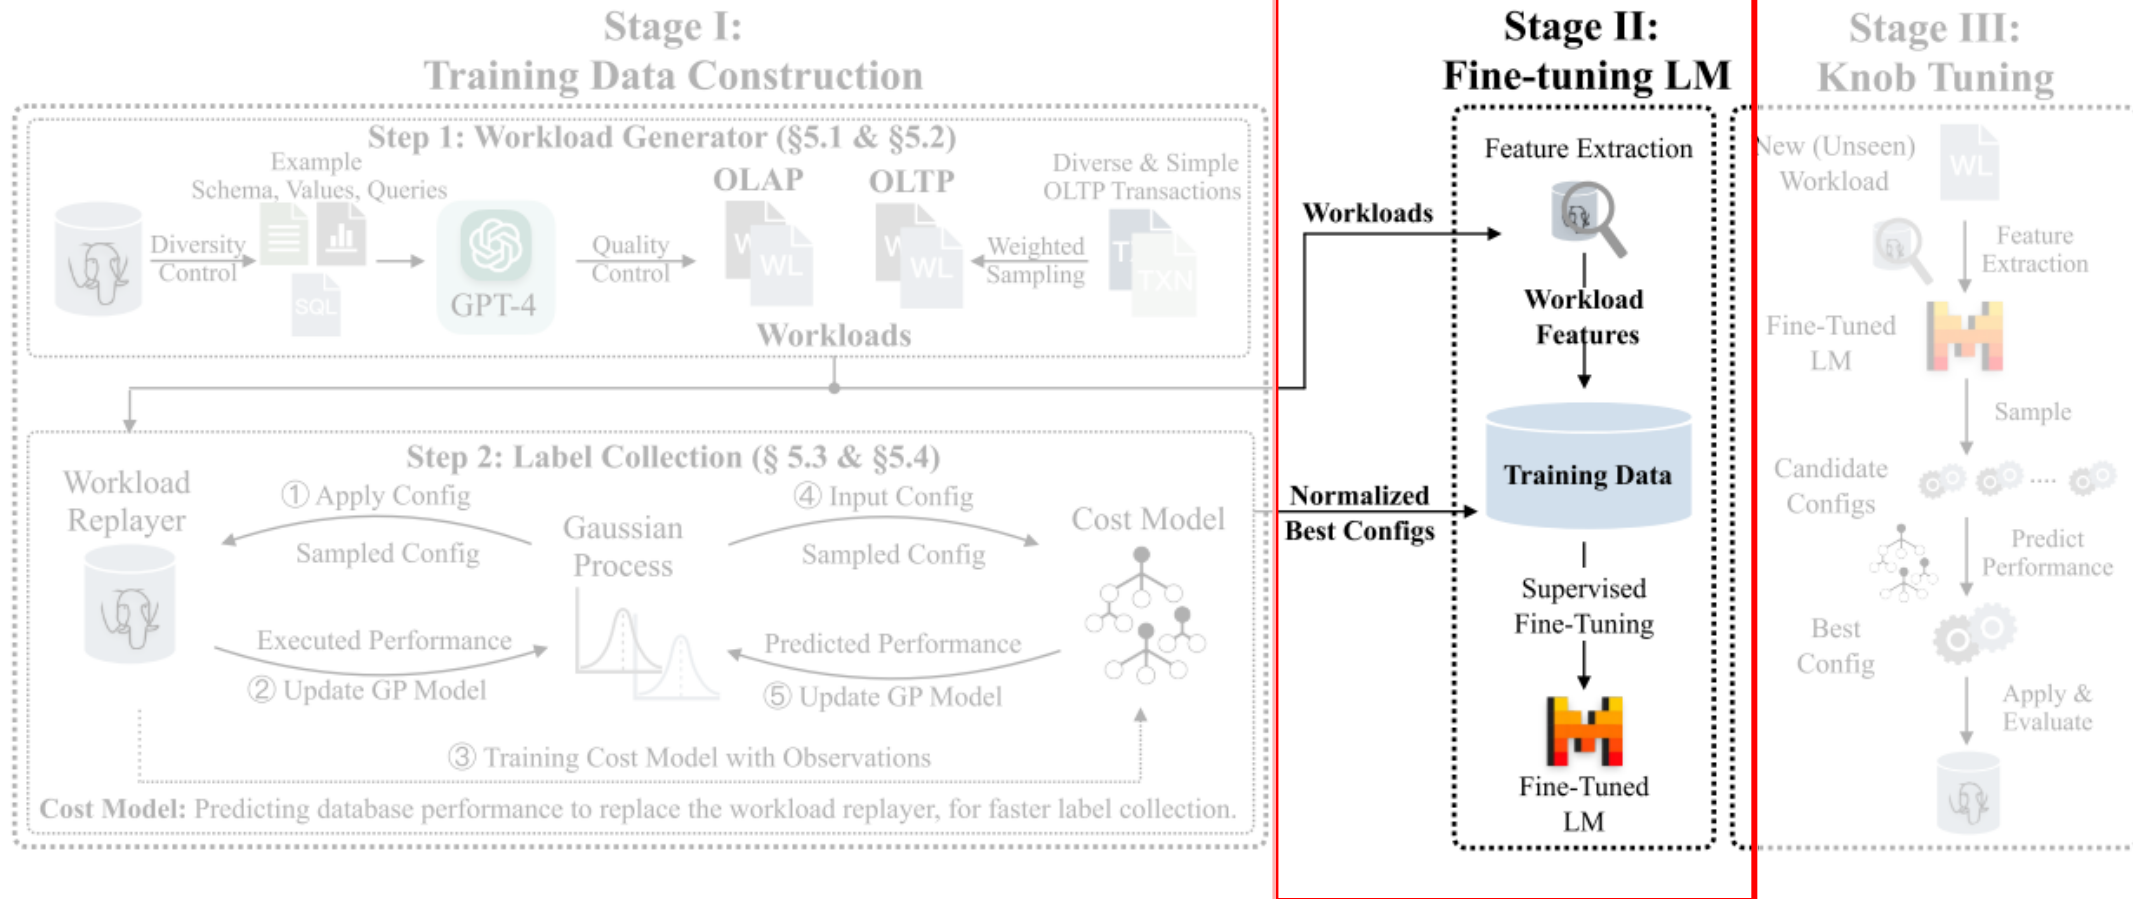 Stage I:
Training Data Construction
Step 1: Workload Generator (§5.1 & §5.2)
Example
Schema, Values, Queries
Diversity
Control
SQL
GPT-4
Quality
Control
OLAP
OLTP
WL
WL
Weighted
Sampling
Diverse & Simple
OLTP Transactions
TXN
Workloads
Step 2: Label Collection (§ 5.3 & §5.4)
Workload
Replayer
① Apply Config
Sampled Config
Executed Performance
② Update GP Model
Gaussian
Process
④ Input Config
Sampled Config
Predicted Performance
⑤ Update GP Model
Cost Model
③ Training Cost Model with Observations
Cost Model: Predicting database performance to replace the workload replayer, for faster label collection.
Stage II:
Fine-tuning LM
Workloads
Normalized
Best Configs
Feature Extraction
Workload
Features
Training Data
Supervised
Fine-Tuning
Fine-Tuned
LM
Stage III:
Knob Tuning
New (Unseen)
Workload
WL
Feature
Extraction
Fine-Tuned
LM
Sample
Candidate
Configs
....
Predict
Performance
Best
Config
Apply &
Evaluate